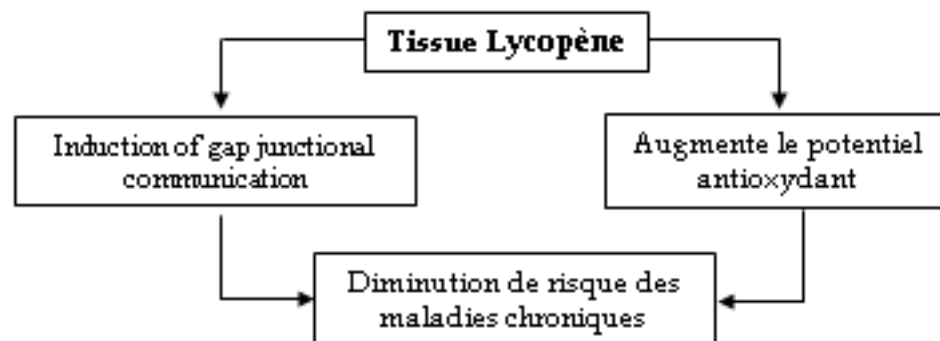 Tissue Lycopène
Induction of gap junctional
communication
Augmente le potentiel
antioxydant
Diminution de risque des
maladies chroniques